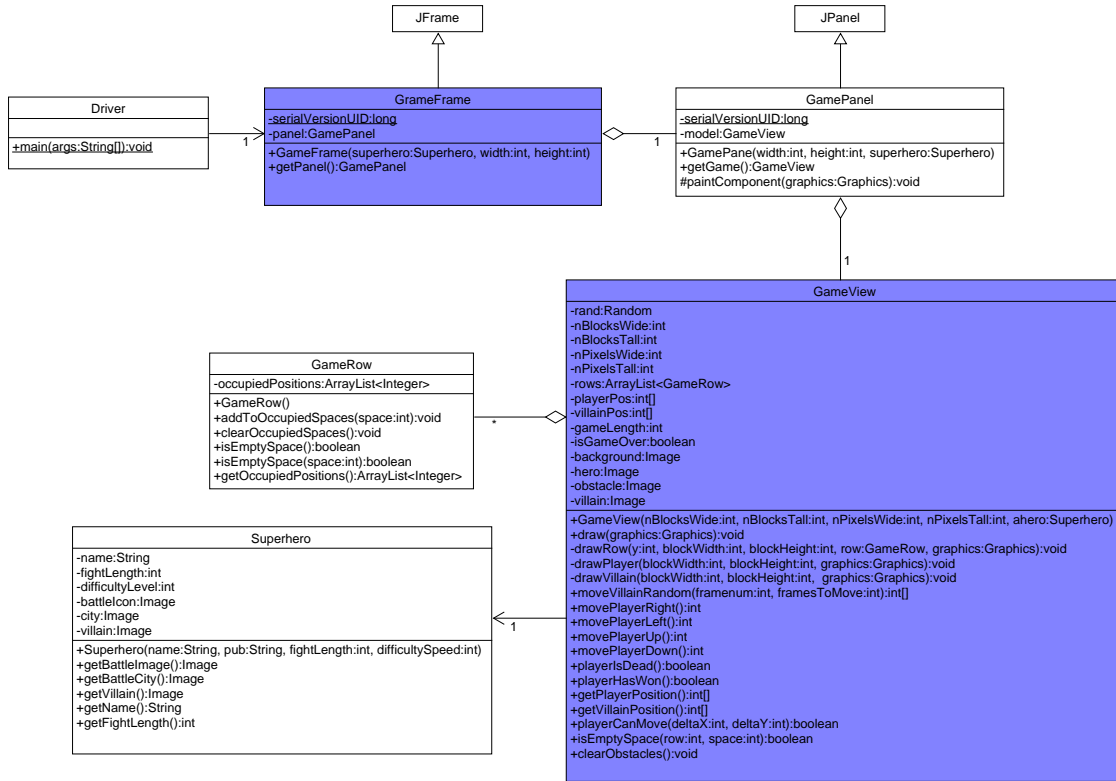 JFrame
JPanel
Driver
+main(args:String[]):void
1
GrameFrame
-serialVersionUID:long
-panel:GamePanel
+GameFrame(superhero:Superhero, width:int, height:int)
+getPanel():GamePanel
1
GamePanel
-serialVersionUID:long
-model:GameView
+GamePane(width:int, height:int, superhero:Superhero)
+getGame():GameView
#paintComponent(graphics:Graphics):void
1
GameView
-rand:Random
-nBlocksWide:int
-nBlocksTall:int
-nPixelsWide:int
-nPixelsTall:int
-rows:ArrayList<GameRow>
-playerPos:int[]
-villainPos:int[]
-gameLength:int
-isGameOver:boolean
-background:Image
-hero:Image
-obstacle:Image
-villain:Image
+GameView(nBlocksWide:int, nBlocksTall:int, nPixelsWide:int, nPixelsTall:int, ahero:Superhero)
+draw(graphics:Graphics):void
-drawRow(y:int, blockWidth:int, blockHeight:int, row:GameRow, graphics:Graphics):void
-drawPlayer(blockWidth:int, blockHeight:int, graphics:Graphics):void
-drawVillain(blockWidth:int, blockHeight:int, graphics:Graphics):void
+moveVillainRandom(framenum:int, framesToMove:int):int[]
+movePlayerRight():int
+movePlayerLeft():int
+movePlayerUp():int
+movePlayerDown():int
+playerIsDead():boolean
+playerHasWon():boolean
+getPlayerPosition():int[]
+getVillainPosition():int[]
+playerCanMove(deltaX:int, deltaY:int):boolean
+isEmptySpace(row:int, space:int):boolean
+clearObstacles():void
GameRow
-occupiedPositions:ArrayList<Integer>
+GameRow()
+addToOccupiedSpaces(space:int):void
+clearOccupiedSpaces():void
+isEmptySpace():boolean
+isEmptySpace(space:int):boolean
+getOccupiedPositions():ArrayList<Integer>
*
Superhero
-name:String
-fightLength:int
-difficultyLevel:int
-battleIcon:Image
-city:Image
-villain:Image
+Superhero(name:String, pub:String, fightLength:int, difficultySpeed:int)
+getBattleImage():Image
+getBattleCity():Image
+getVillain():Image
+getName():String
+getFightLength():int
1